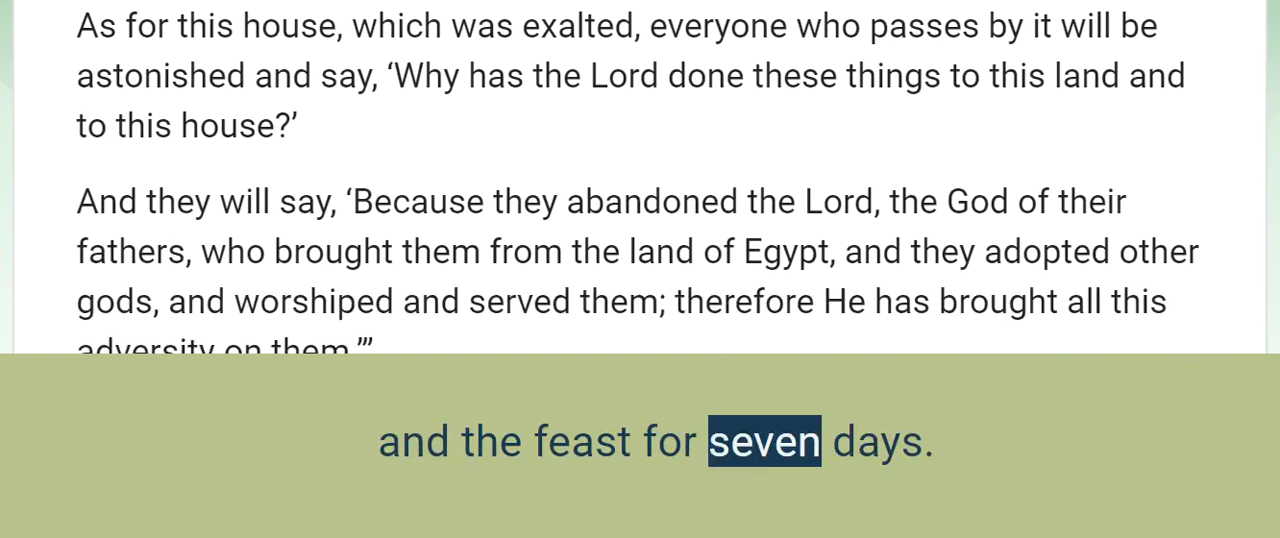 As for this house, which was exalted, everyone who passes by it will be
astonished and say, ‘Why has the Lord done these things to this land and
to this house?’
And they will say, ‘Because they abandoned the Lord, the God of their
fathers, who brought them from the land of Egypt, and they adopted other
gods, and worshiped and served them; therefore He has brought all this
adversity on them.’”
and the feast for seven days.